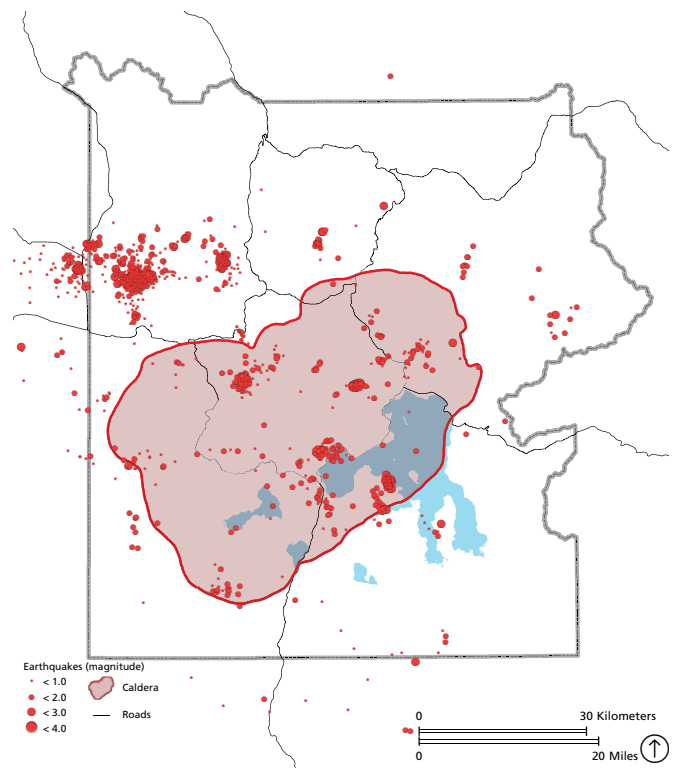 Earthquakes (magnitude)
< 1.0
< 2.0
< 3.0
< 4.0
Caldera
Roads
0 30 Kilometers
0 20 Miles